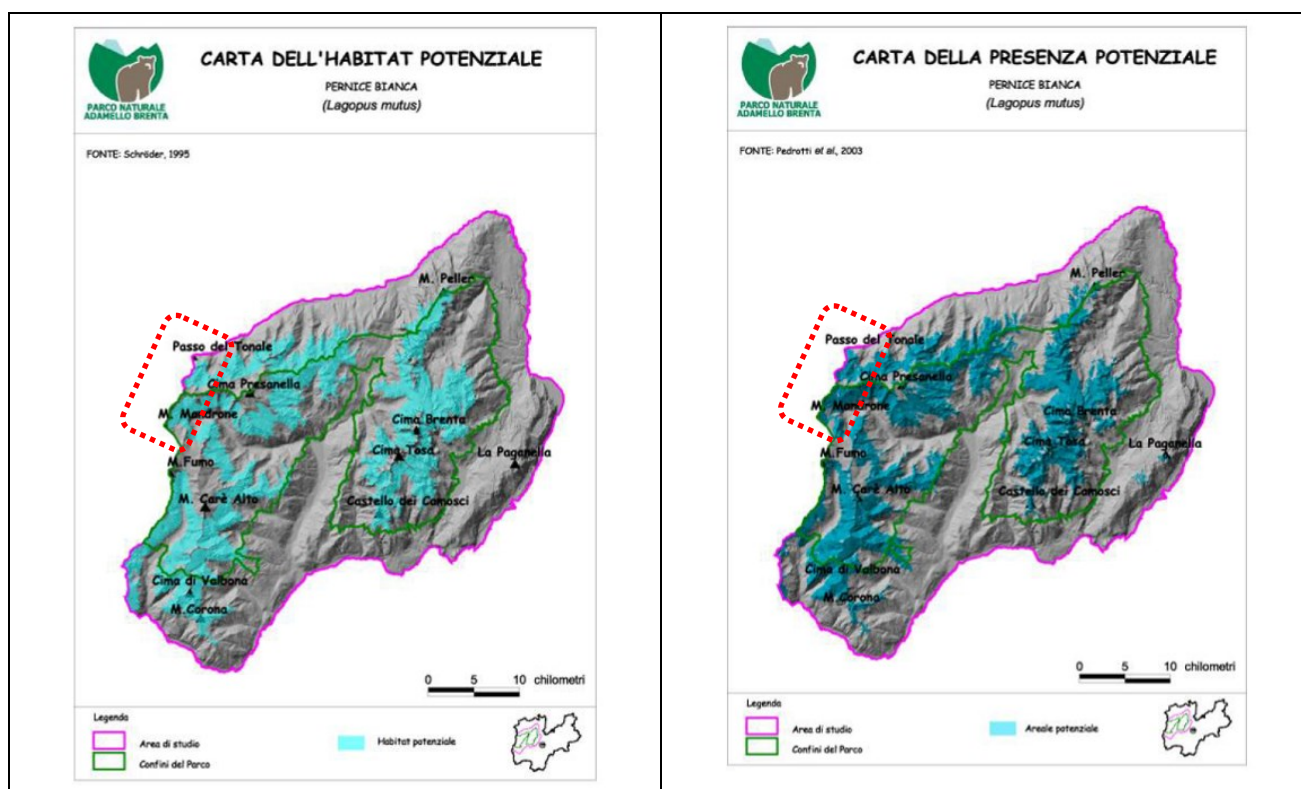 PARCO NATURALE
ADAMELLO BRENTA
CARTA DELL'HABITAT POTENZIALE
PERNICE BIANCA
(Lagopus mutus)
FONTE: Schröder, 1995
M. Peller
Passo del Tonale
Cima Presanella
M. Mandrone
Cima Brenta
M.Fumo
Cima Tosa
La Paganella
M. Carè Alto
Castello dei Camosci
Cima di Valbona
M.Corona
0 5 10 chilometri
Legenda
Area di studio
Confini del Parco
Habitat potenziale
PARCO NATURALE
ADAMELLO BRENTA
CARTA DELLA PRESENZA POTENZIALE
PERNICE BIANCA
(Lagopus mutus)
FONTE: Pedrotti et al., 2003
M. Peller
Passo del Tonale
Cima Presanella
M. Mandrone
Cima Brenta
Cima Tosa
La Paganella
M.Fumo
M. Carè Alto
Castello dei Camosci
Cima di Valbona
M.Corona
0 5 10 chilometri
Legenda
Area di studio
Confini del Parco
Areale potenziale